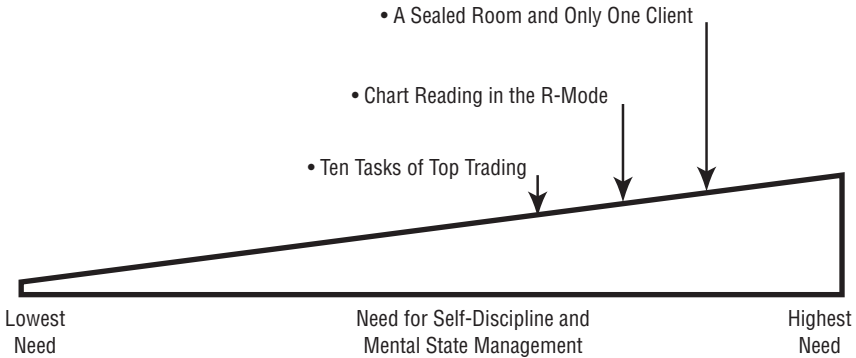 • A Sealed Room and Only One Client
• Chart Reading in the R-Mode
• Ten Tasks of Top Trading
Lowest
Need
Need for Self-Discipline and
Mental State Management
Highest
Need